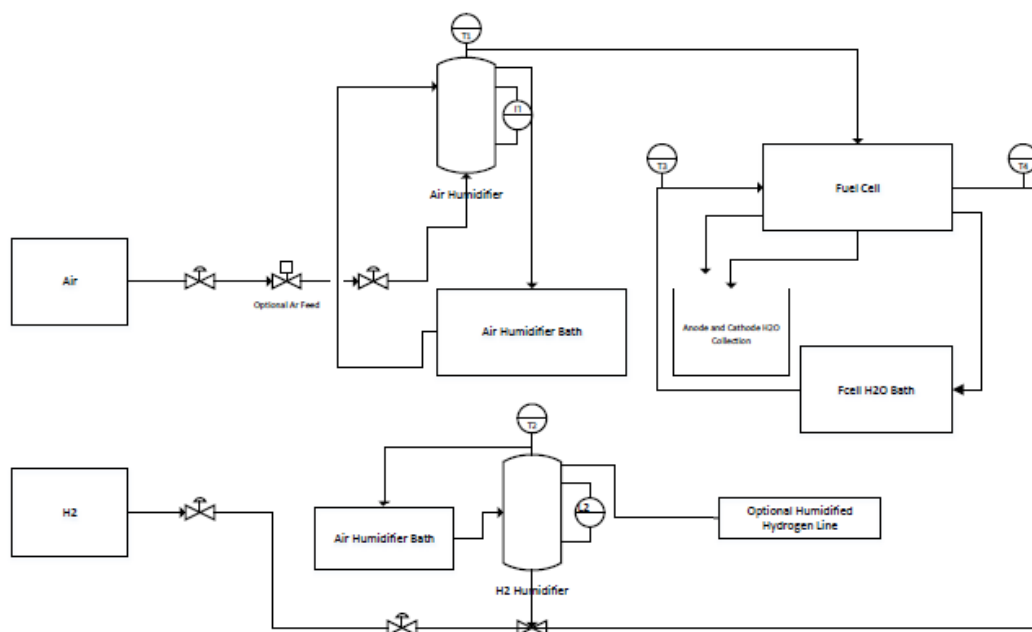 T1
I1
Air Humidifier
T3
Fuel Cell
T4
Air
Optional Ar Feed
Air Humidifier Bath
Anode and Cathode H2O
Collection
Fcell H2O Bath
T2
H2
L2
Optional Humidified
Hydrogen Line
Air Humidifier Bath
H2 Humidifier